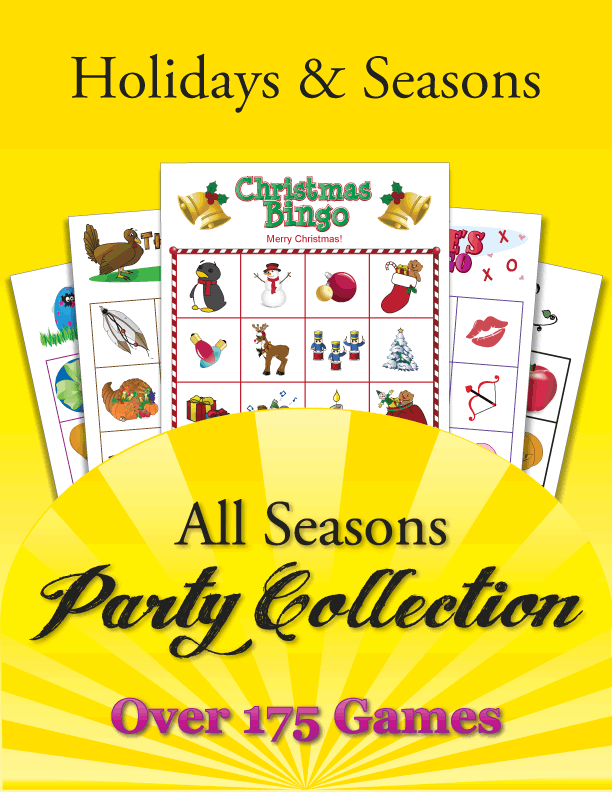 Holidays & Seasons
Christmas
Bingo
Merry Christmas!
X
X O
All Seasons
Party Collection
Over 175 Games